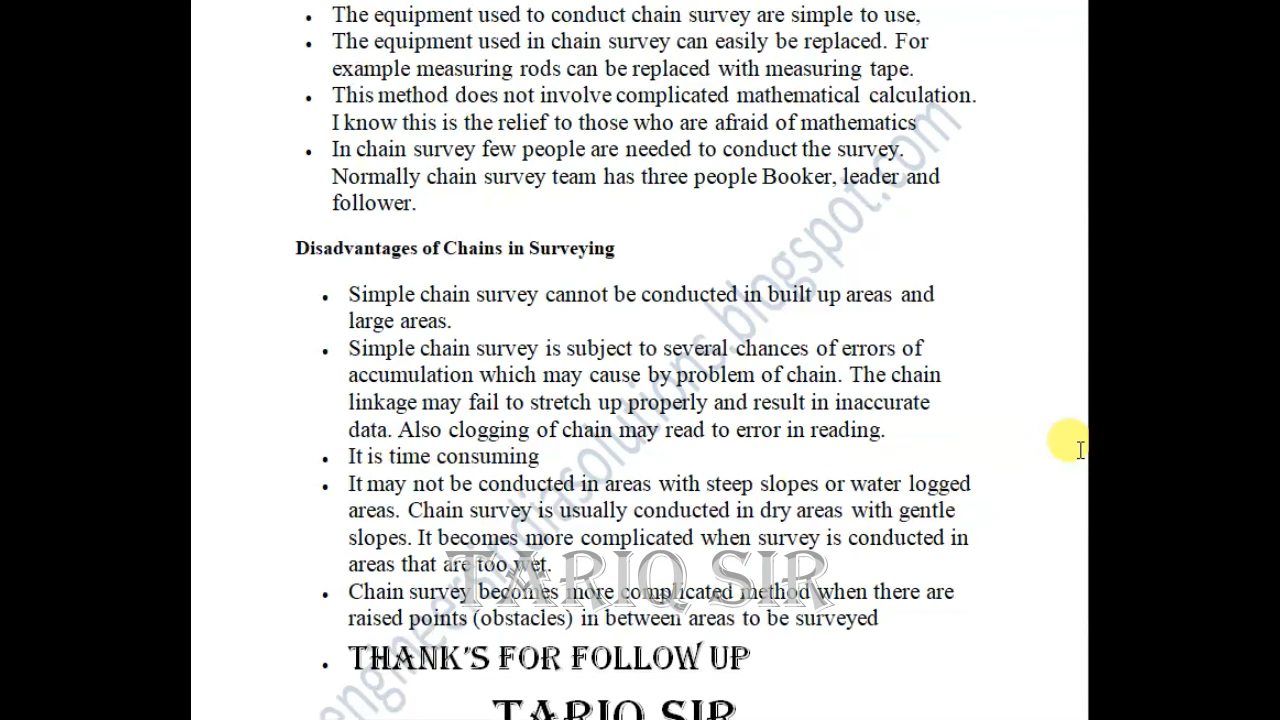 The equipment used to conduct chain survey are simple to use,
The equipment used in chain survey can easily be replaced. For
example measuring rods can be replaced with measuring tape.
This method does not involve complicated mathematical calculation.
I know this is the relief to those who are afraid of mathematics
In chain survey few people are needed to conduct the survey.
Normally chain survey team has three people Booker, leader and
follower.
Disadvantages of Chains in Surveying
Simple chain survey cannot be conducted in built up areas and
large areas.
Simple chain survey is subject to several chances of errors of
accumulation which may cause by problem of chain. The chain
linkage may fail to stretch up properly and result in inaccurate
data. Also clogging of chain may read to error in reading.
It is time consuming
It may not be conducted in areas with steep slopes or water logged
areas. Chain survey is usually conducted in dry areas with gentle
slopes. It becomes more complicated when survey is conducted in
areas that are too wet.
TARIQ SIR
Chain survey becomes more complicated method when there are
raised points (obstacles) in between areas to be surveyed
THANK'S FOR FOLLOW UP
TARIQ SIR
engineersindiasolutions.blogspot.com